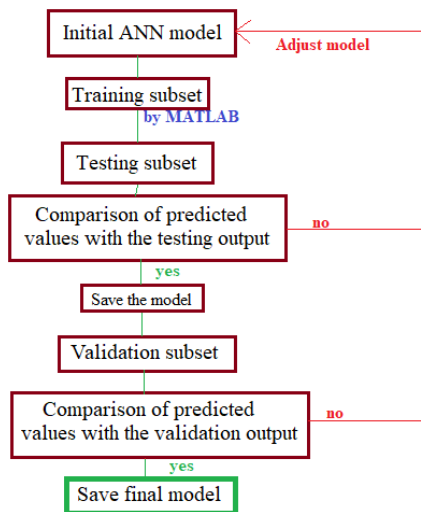 Initial ANN model
Adjust model
Training subset
by MATLAB
Testing subset
Comparison of predicted
values with the testing output
no
yes
Save the model
Validation subset
Comparison of predicted
values with the validation output
no
yes
Save final model